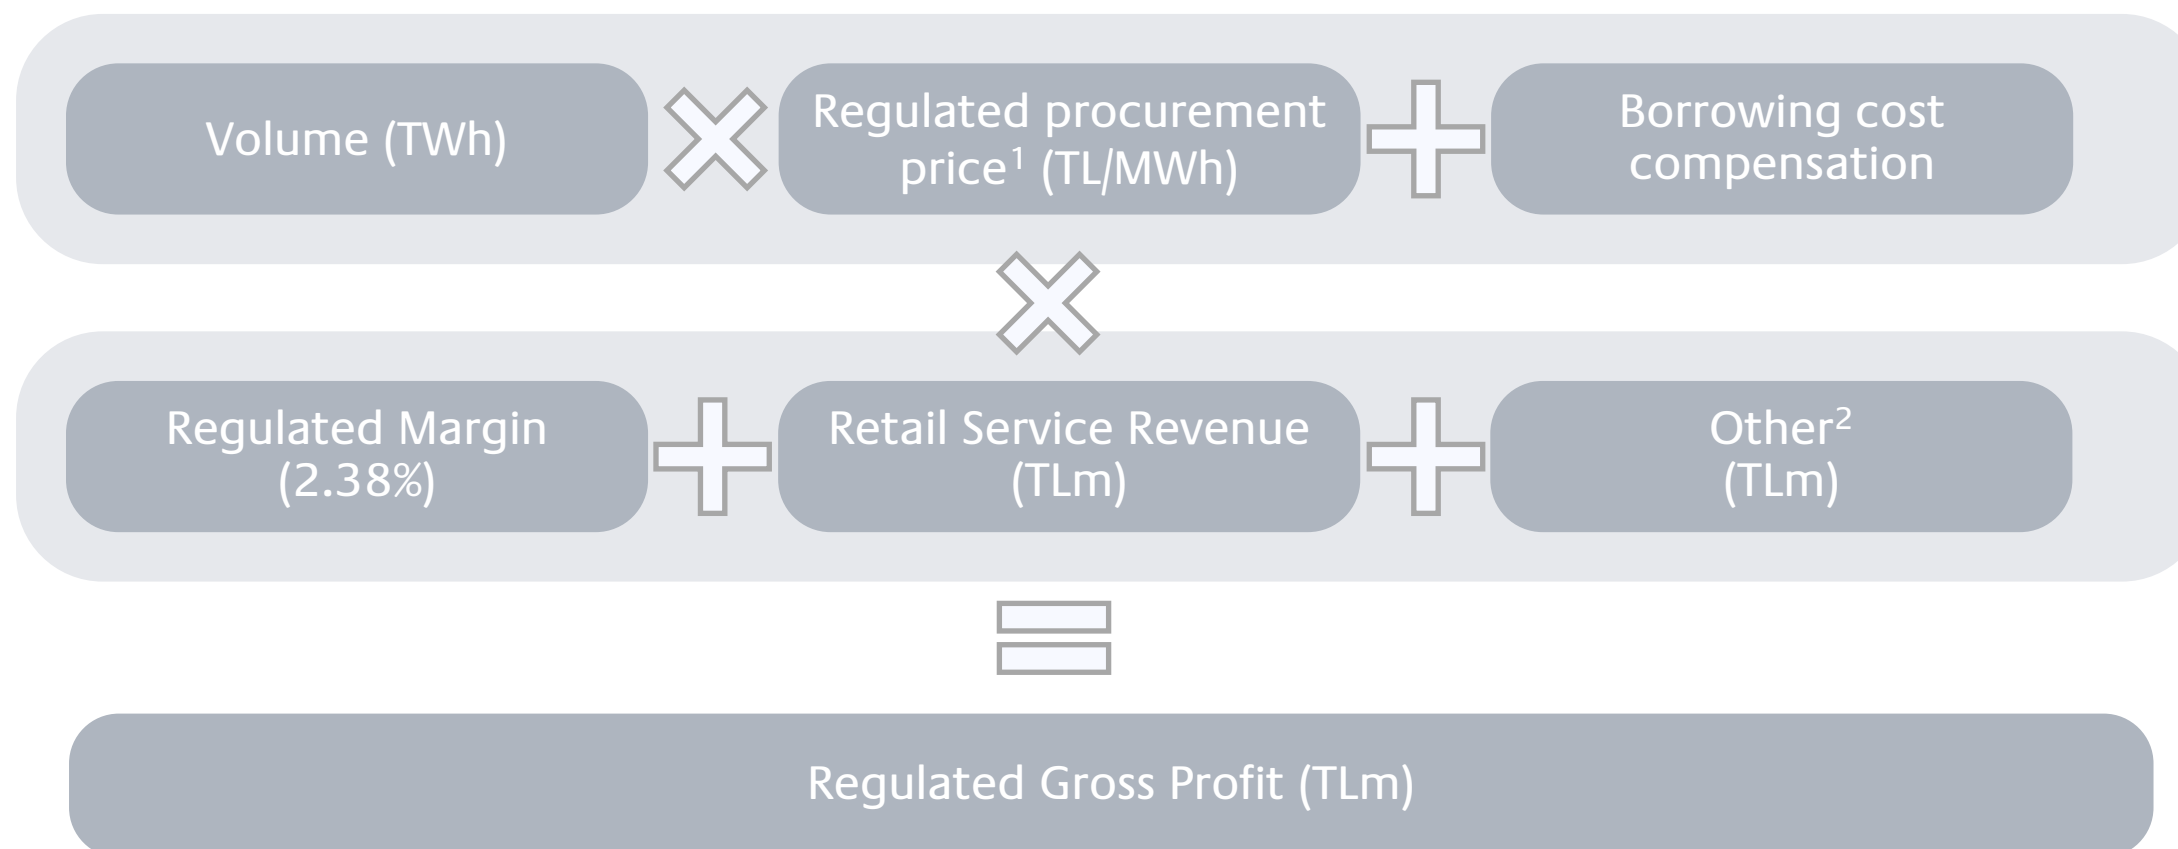 Volume (TWh)
Regulated procurement
price¹ (TL/MWh)
Borrowing cost
compensation
Regulated Margin
(2.38%)
Retail Service Revenue
(TLm)
Other²
(TLm)
Regulated Gross Profit (TLm)